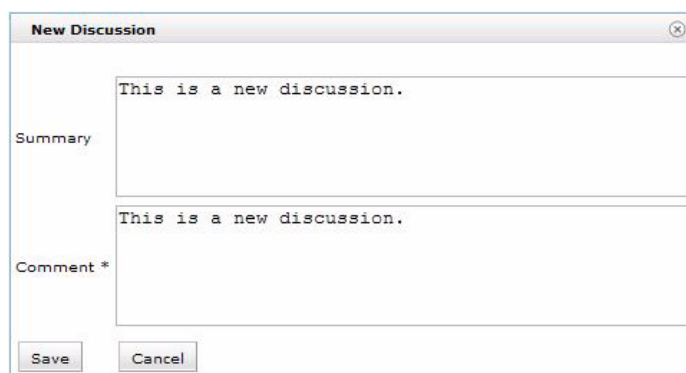 New Discussion
This is a new discussion.
Summary
This is a new discussion.
Comment *
Save Cancel